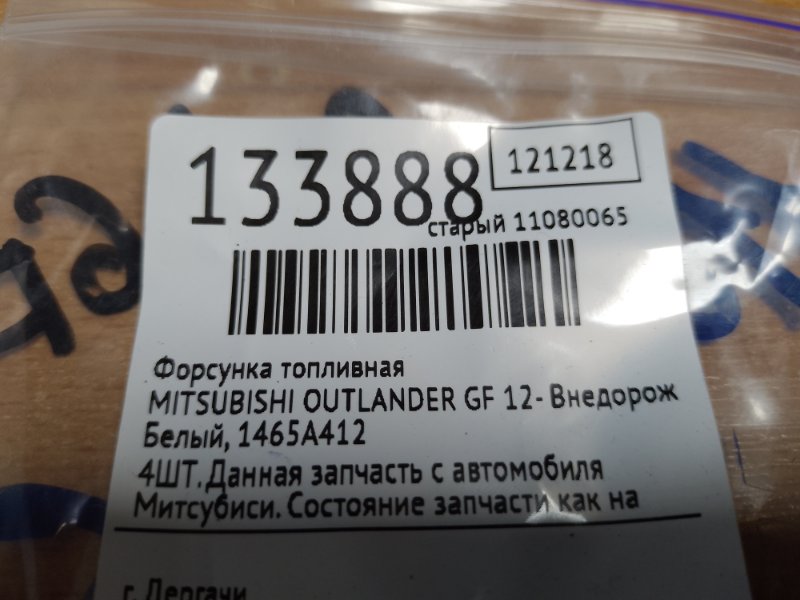 133888
121218
старый 11080065
Форсунка топливная
MITSUBISHI OUTLANDER GF 12- Внедорож
Белый, 1465A412
4ШТ.Данная запчасть с автомобиля
Митсубиси. Состояние запчасти как на
г. Дергачи